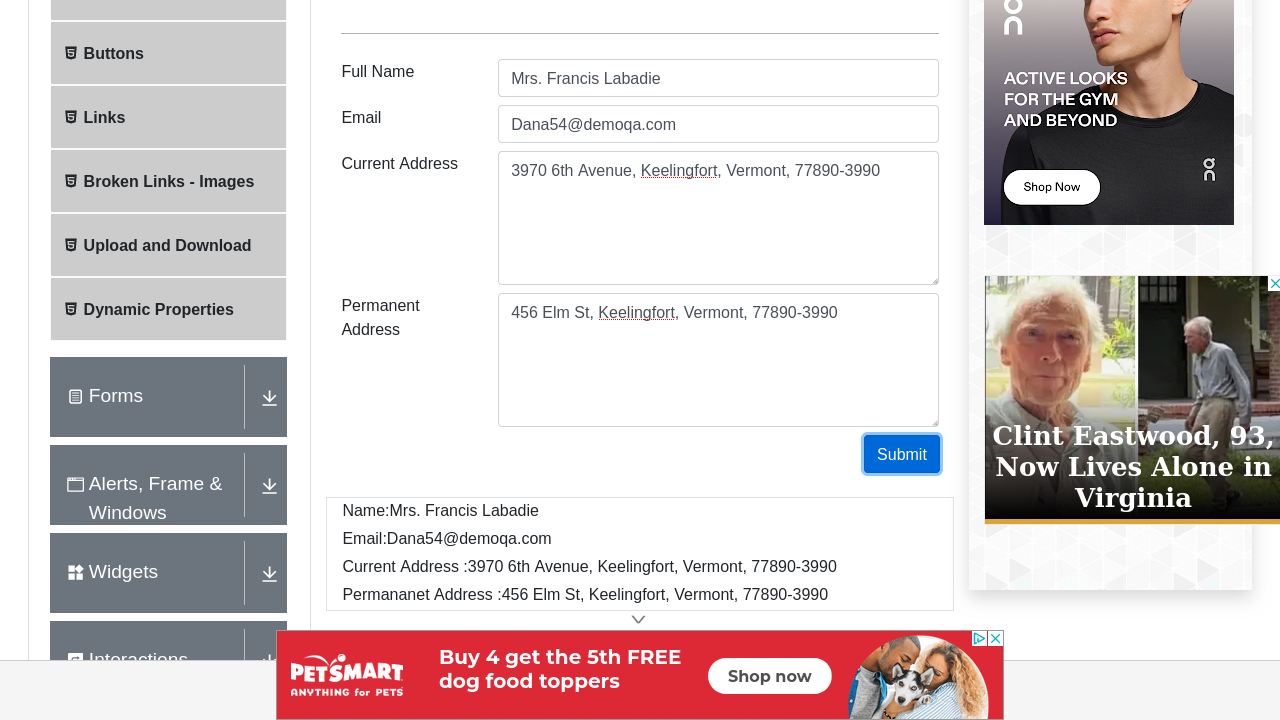 Buttons
Links
Broken Links - Images
Upload and Download
Dynamic Properties
Forms
Alerts, Frame &
Windows
Widgets
Interactions
Full Name
Mrs. Francis Labadie
Email
Dana54@demoqa.com
Current Address
3970 6th Avenue, Keelingfort, Vermont, 77890-3990
Permanent
Address
456 Elm St, Keelingfort, Vermont, 77890-3990
Submit
Name:Mrs. Francis Labadie
Email:Dana54@demoqa.com
Current Address :3970 6th Avenue, Keelingfort, Vermont, 77890-3990
Permananet Address :456 Elm St, Keelingfort, Vermont, 77890-3990
on
ACTIVE LOOKS
FOR THE GYM
AND BEYOND
Shop Now
on
Clint Eastwood, 93,
Now Lives Alone in
Virginia
PETSMART
ANYTHING for PETS
Buy 4 get the 5th FREE
dog food toppers
Shop now